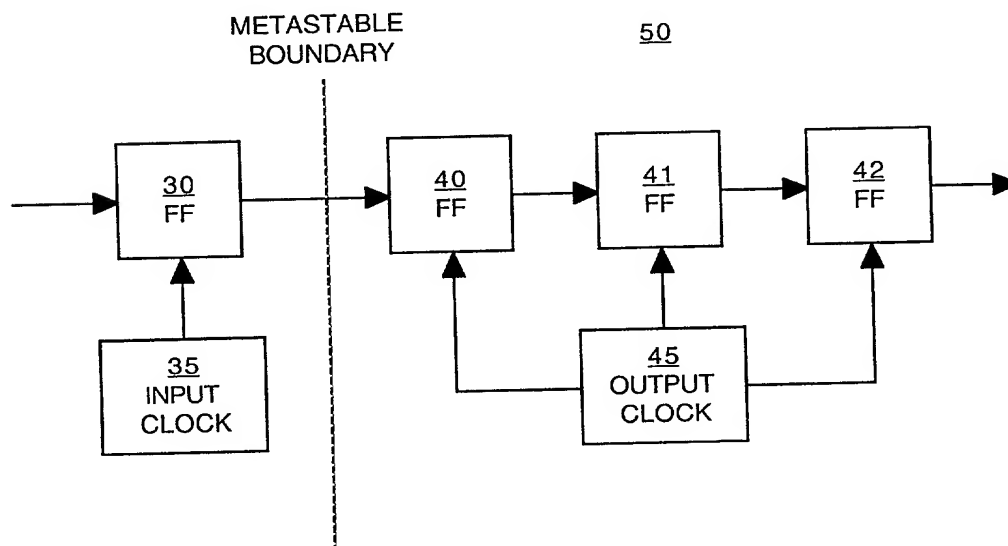 METASTABLE
BOUNDARY
50
30
FF
40
FF
41
FF
42
FF
35
INPUT
CLOCK
45
OUTPUT
CLOCK